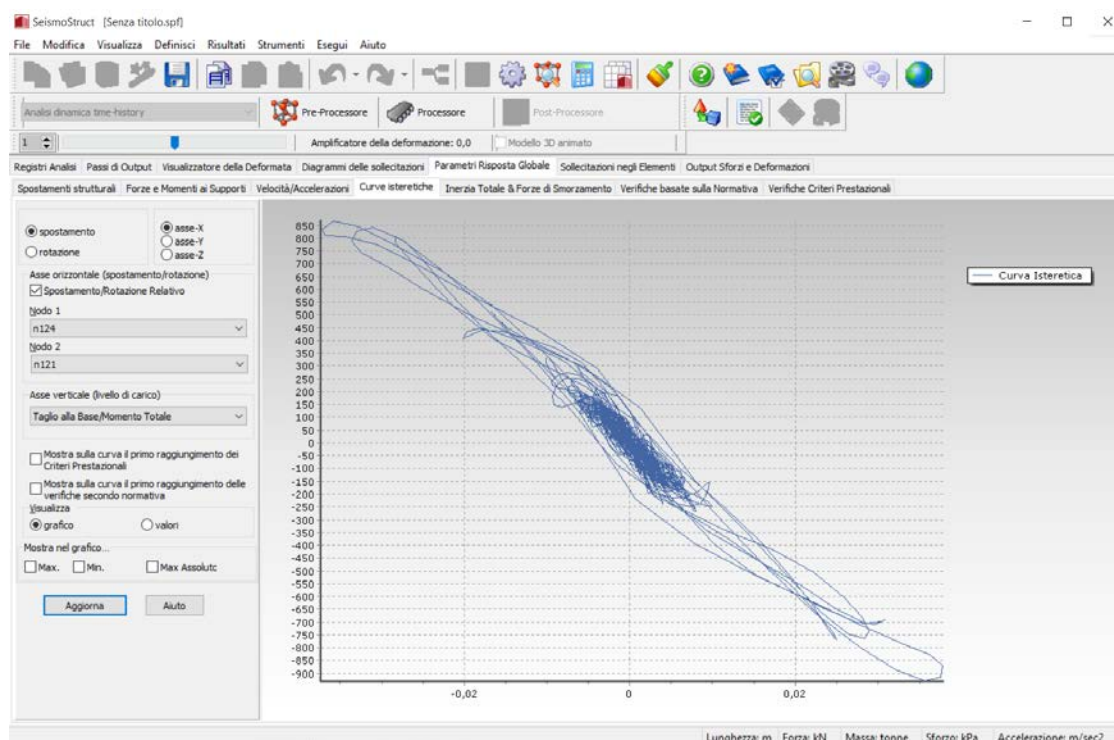 SeismoStruct [Senza titolo.spf]
File Modifica Visualizza Definisci Risultati Strumenti Esegui Aiuto
Analisi dinamica time-history Pre-Processore Processore Post-Processore
1 Amplificatore della deformazione: 0,0 Modello 3D animato
Registri Analisi Passi di Output Visualizzatore della Deformata Diagrammi delle sollecitazioni Parametri Risposta Globale Sollecitazioni negli Elementi Output Sforzi e Deformazioni
Spostamenti strutturali Forze e Momenti ai Supporti Velocità/Accelerazioni Curve isteretiche Inerzia Totale & Forze di Smorzamento Verifiche basate sulla Normativa Verifiche Criteri Prestazionali
spostamento
rotazione
asse-X
asse-Y
asse-Z
Asse orizzontale (spostamento/rotazione)
Spostamento/Rotazione Relativo
Nodo 1
n124
Nodo 2
n121
Asse verticale (livello di carico)
Taglio alla Base/Momento Totale
Mostra sulla curva il primo raggiungimento dei
Criteri Prestazionali
Mostra sulla curva il primo raggiungimento delle
verifiche secondo normativa
Visualizza
grafico valori
Mostra nel grafico...
Max. Min. Max Assolutc
Aggiorna Aiuto
850
800
750
700
650
600
550
500
450
400
350
300
250
200
150
100
50
0
-50
-100
-150
-200
-250
-300
-350
-400
-450
-500
-550
-600
-650
-700
-750
-800
-850
-900
-0,02 0 0,02
Curva Isteretica
Lunghezza: m Forza: kN Massa: tonne Sforzo: kPa Accelerazione: m/sec2